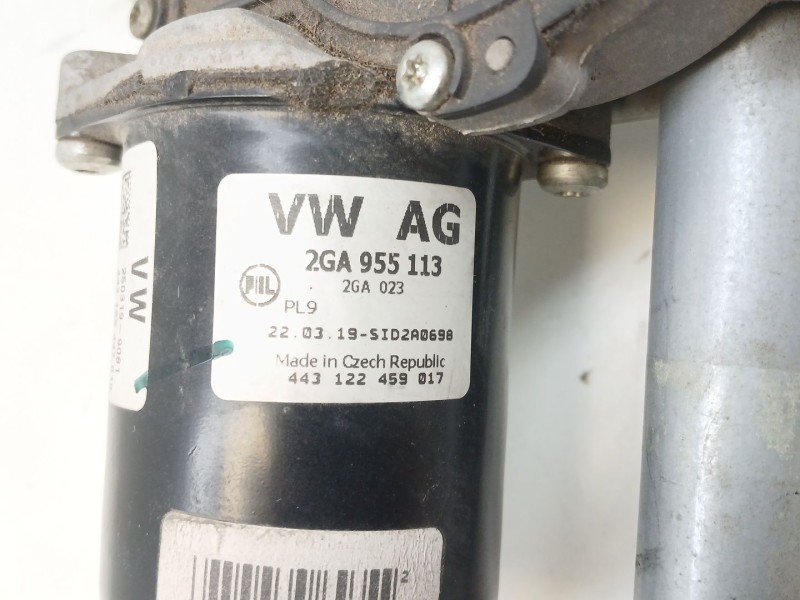 VW AG
2GA 955 113
2GA 023
PL9
22.03.19-SID2A0698
Made in Czech Republic
443 122 459 017
VW
2